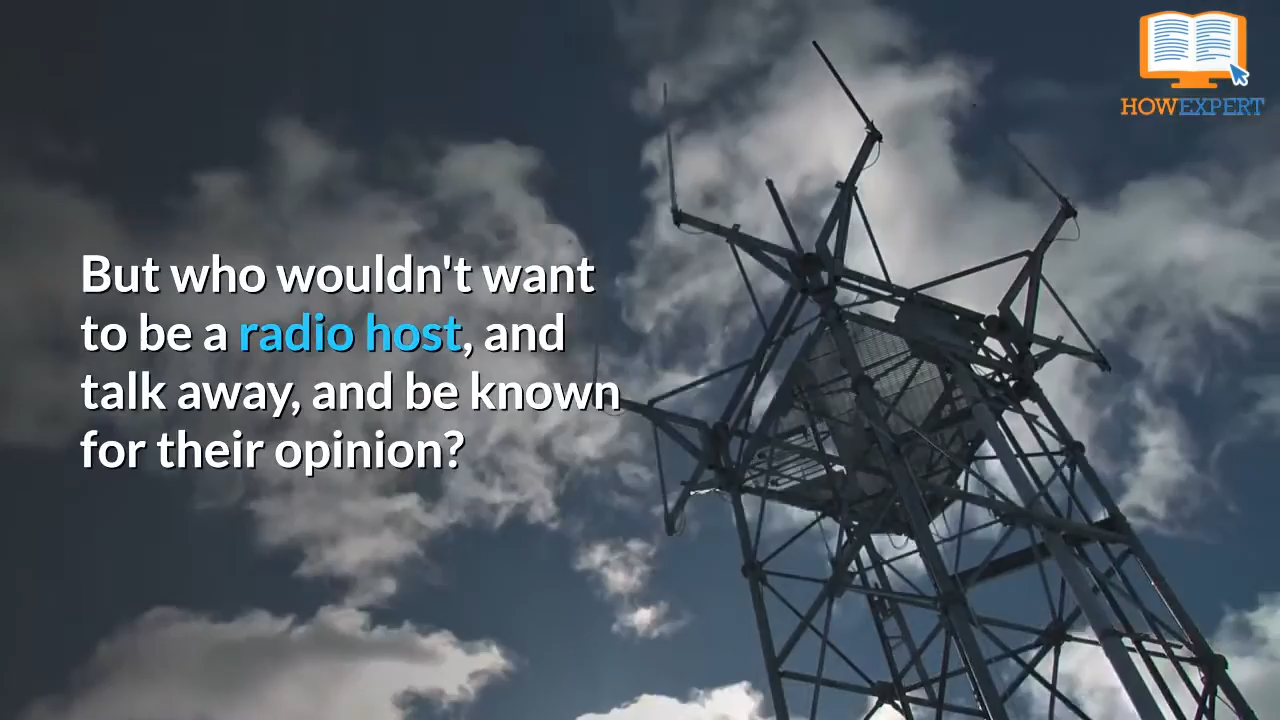 HOWEXPERT
But who wouldn't want
to be a radio host, and
talk away, and be known
for their opinion?